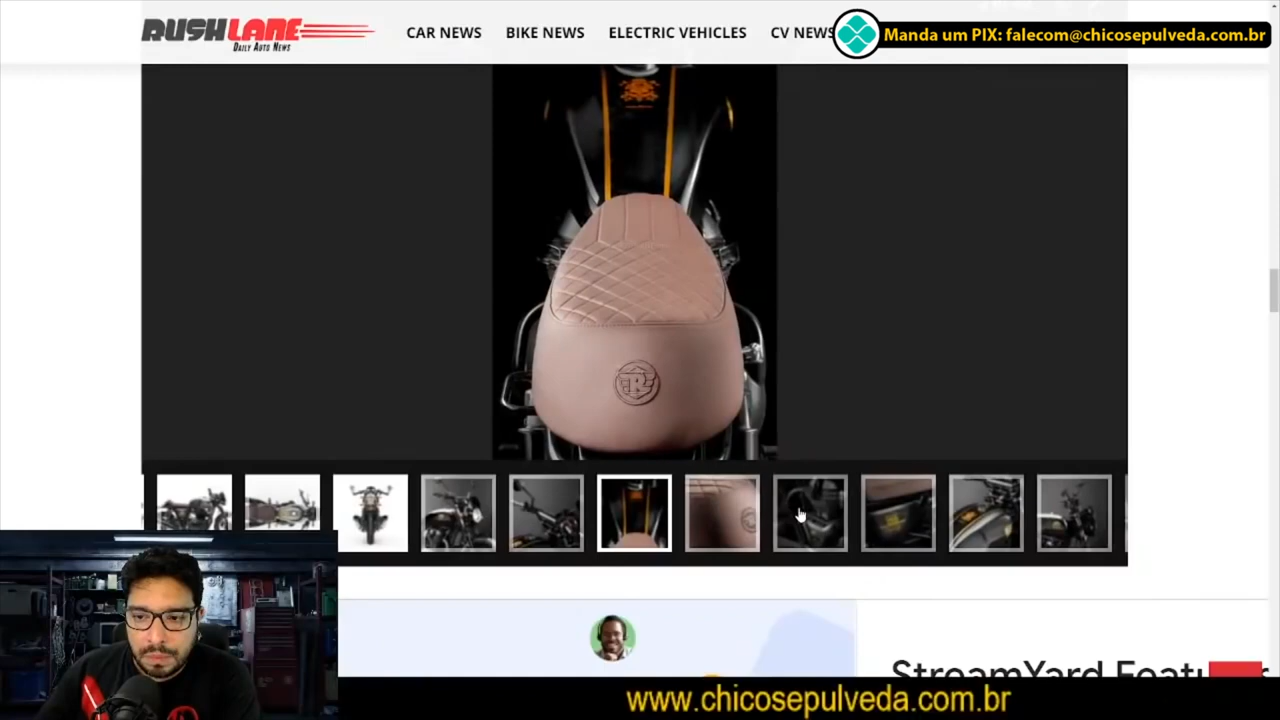 RUSHLANE
DAILY AUTO NEWS
CAR NEWS
BIKE NEWS
ELECTRIC VEHICLES
CV NEWS
Manda um PIX: falecom@chicosepulveda.com.br
R
www.chicosepulveda.com.br